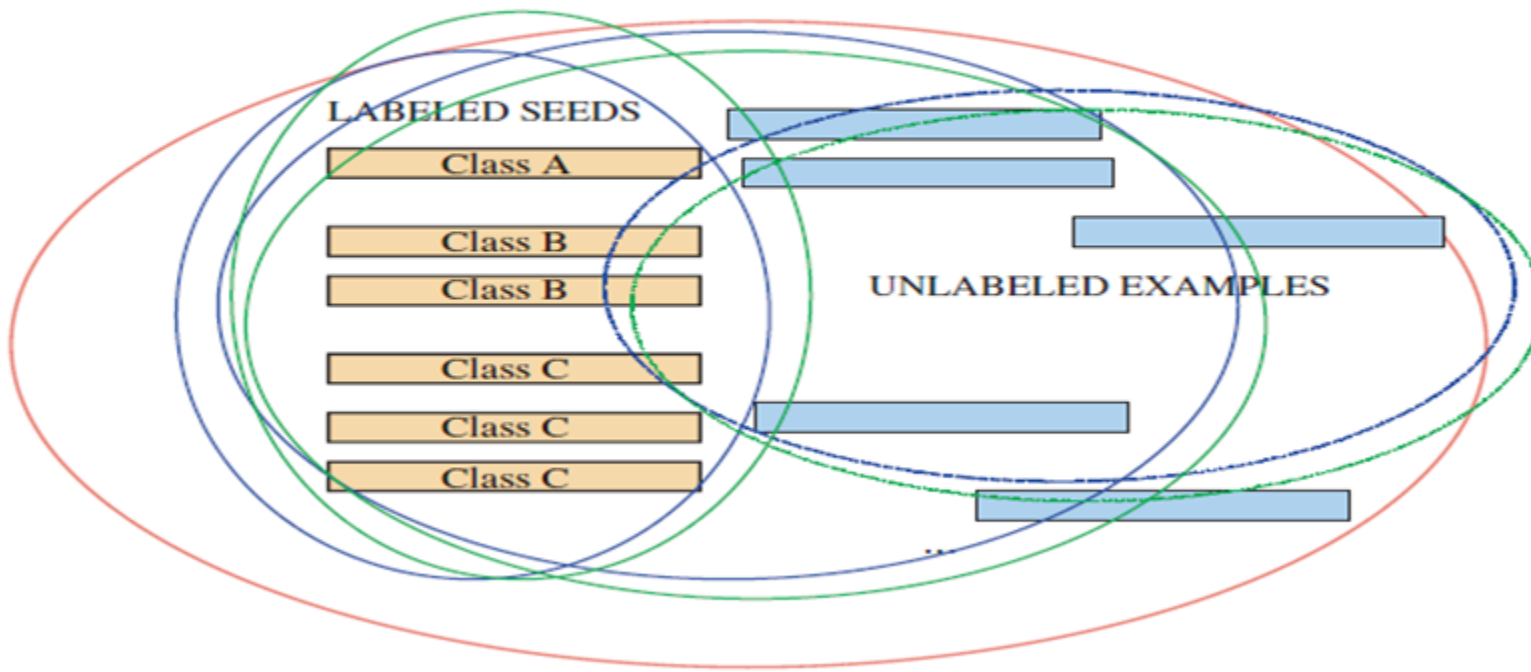 LABELED SEEDS
Class A
Class B
Class B
UNLABELED EXAMPLES
Class C
Class C
Class C
...